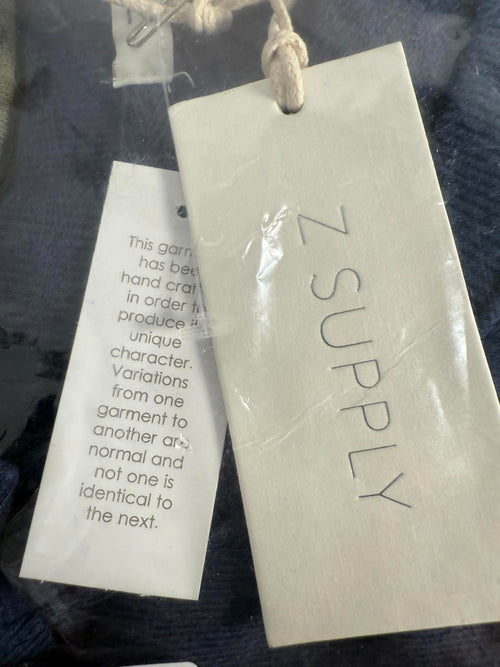 This garm
has bee
hand craf
in order t
produce i
unique
character.
Variations
from one
garment to
another are
normal and
not one is
identical to
the next.
Z SUPPLY